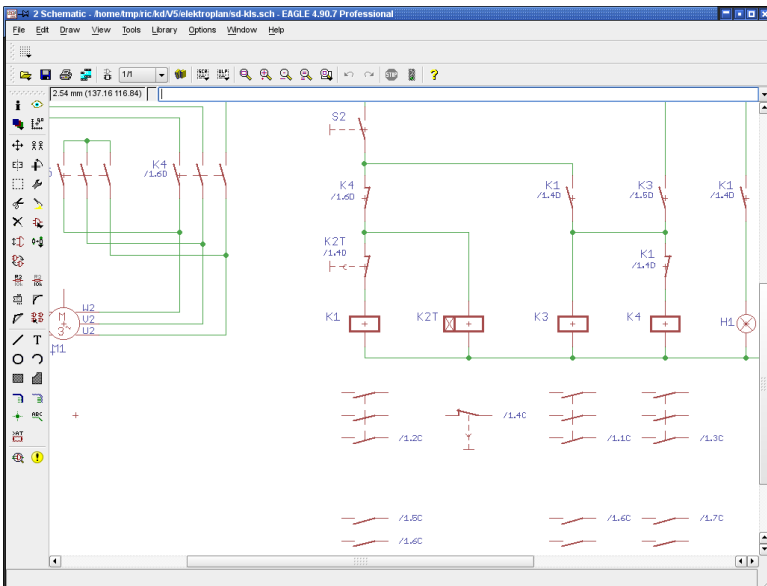 2 Schematic - /home/tmp/ric/kd/V5/elektroplan/sd-kls.sch - EAGLE 4.90.7 Professional
File Edit Draw View Tools Library Options Window Help
1/1
2.54 mm (137.16 116.84)
S2
K4
/1.6D
K4
/1.6D
K1
/1.4D
K3
/1.5D
K1
/1.4D
K2T
/1.4D
K1
/1.4D
K1
K2T
K3
K4
H1
W2
V2
U2
M
3~
M1
/1.4C
/1.2C
/1.1C
/1.3C
/1.5C
/1.6C
/1.7C
/1.6C